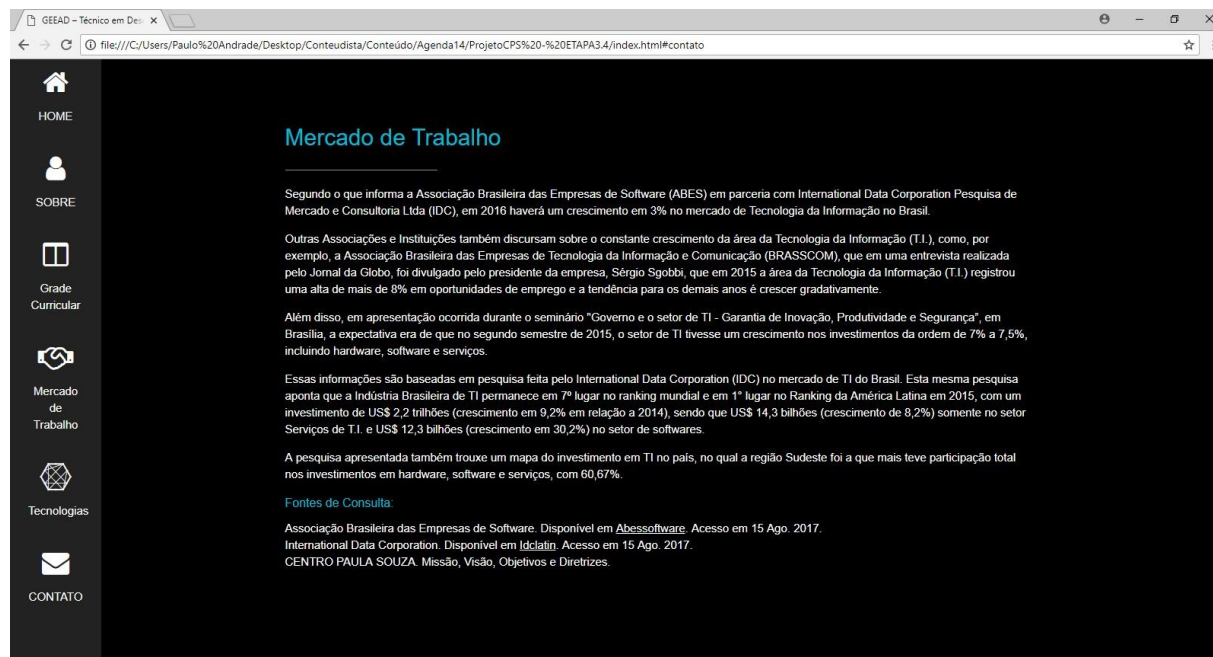 GEEAD – Técnico em Des
file:///C:/Users/Paulo%20Andrade/Desktop/Conteudista/Conteúdo/Agenda14/ProjetoCPS%20-%20ETAPA3.4/index.html#contato
HOME
SOBRE
Grade
Curricular
Mercado
de
Trabalho
Tecnologias
CONTATO
Mercado de Trabalho
Segundo o que informa a Associação Brasileira das Empresas de Software (ABES) em parceria com International Data Corporation Pesquisa de
Mercado e Consultoria Ltda (IDC), em 2016 haverá um crescimento em 3% no mercado de Tecnologia da Informação no Brasil.
Outras Associações e Instituições também discursam sobre o constante crescimento da área da Tecnologia da Informação (T.I.), como, por
exemplo, a Associação Brasileira das Empresas de Tecnologia da Informação e Comunicação (BRASSCOM), que em uma entrevista realizada
pelo Jornal da Globo, foi divulgado pelo presidente da empresa, Sérgio Sgobbi, que em 2015 a área da Tecnologia da Informação (T.I.) registrou
uma alta de mais de 8% em oportunidades de emprego e a tendência para os demais anos é crescer gradativamente.
Além disso, em apresentação ocorrida durante o seminário "Governo e o setor de TI - Garantia de Inovação, Produtividade e Segurança", em
Brasília, a expectativa era de que no segundo semestre de 2015, o setor de TI tivesse um crescimento nos investimentos da ordem de 7% a 7,5%,
incluindo hardware, software e serviços.
Essas informações são baseadas em pesquisa feita pelo International Data Corporation (IDC) no mercado de TI do Brasil. Esta mesma pesquisa
aponta que a Indústria Brasileira de TI permanece em 7º lugar no ranking mundial e em 1° lugar no Ranking da América Latina em 2015, com um
investimento de US$ 2,2 trilhões (crescimento em 9,2% em relação a 2014), sendo que US$ 14,3 bilhões (crescimento de 8,2%) somente no setor
Serviços de T.I. e US$ 12,3 bilhões (crescimento em 30,2%) no setor de softwares.
A pesquisa apresentada também trouxe um mapa do investimento em TI no país, no qual a região Sudeste foi a que mais teve participação total
nos investimentos em hardware, software e serviços, com 60,67%.
Fontes de Consulta:
Associação Brasileira das Empresas de Software. Disponível em Abessoftware. Acesso em 15 Ago. 2017.
International Data Corporation. Disponível em Idclatin. Acesso em 15 Ago. 2017.
CENTRO PAULA SOUZA. Missão, Visão, Objetivos e Diretrizes.